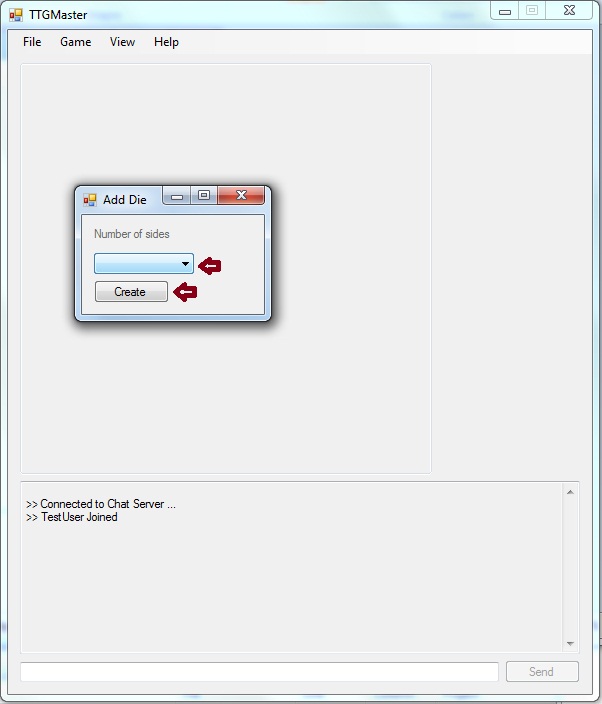 TTGMaster
File Game View Help
Add Die
Number of sides
Create
>> Connected to Chat Server ...
>> TestUser Joined
Send